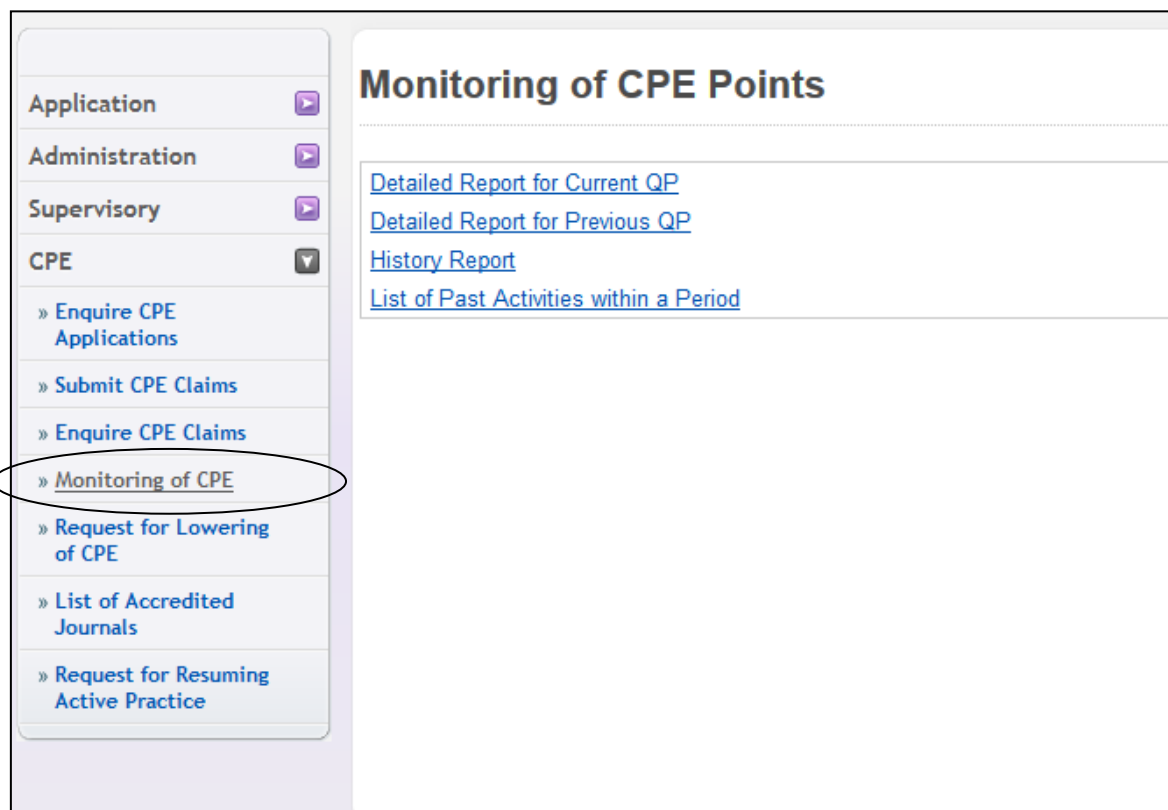 Application
Administration
Supervisory
CPE
» Enquire CPE
Applications
» Submit CPE Claims
» Enquire CPE Claims
» Monitoring of CPE
» Request for Lowering
of CPE
» List of Accredited
Journals
» Request for Resuming
Active Practice
Monitoring of CPE Points
Detailed Report for Current QP
Detailed Report for Previous QP
History Report
List of Past Activities within a Period